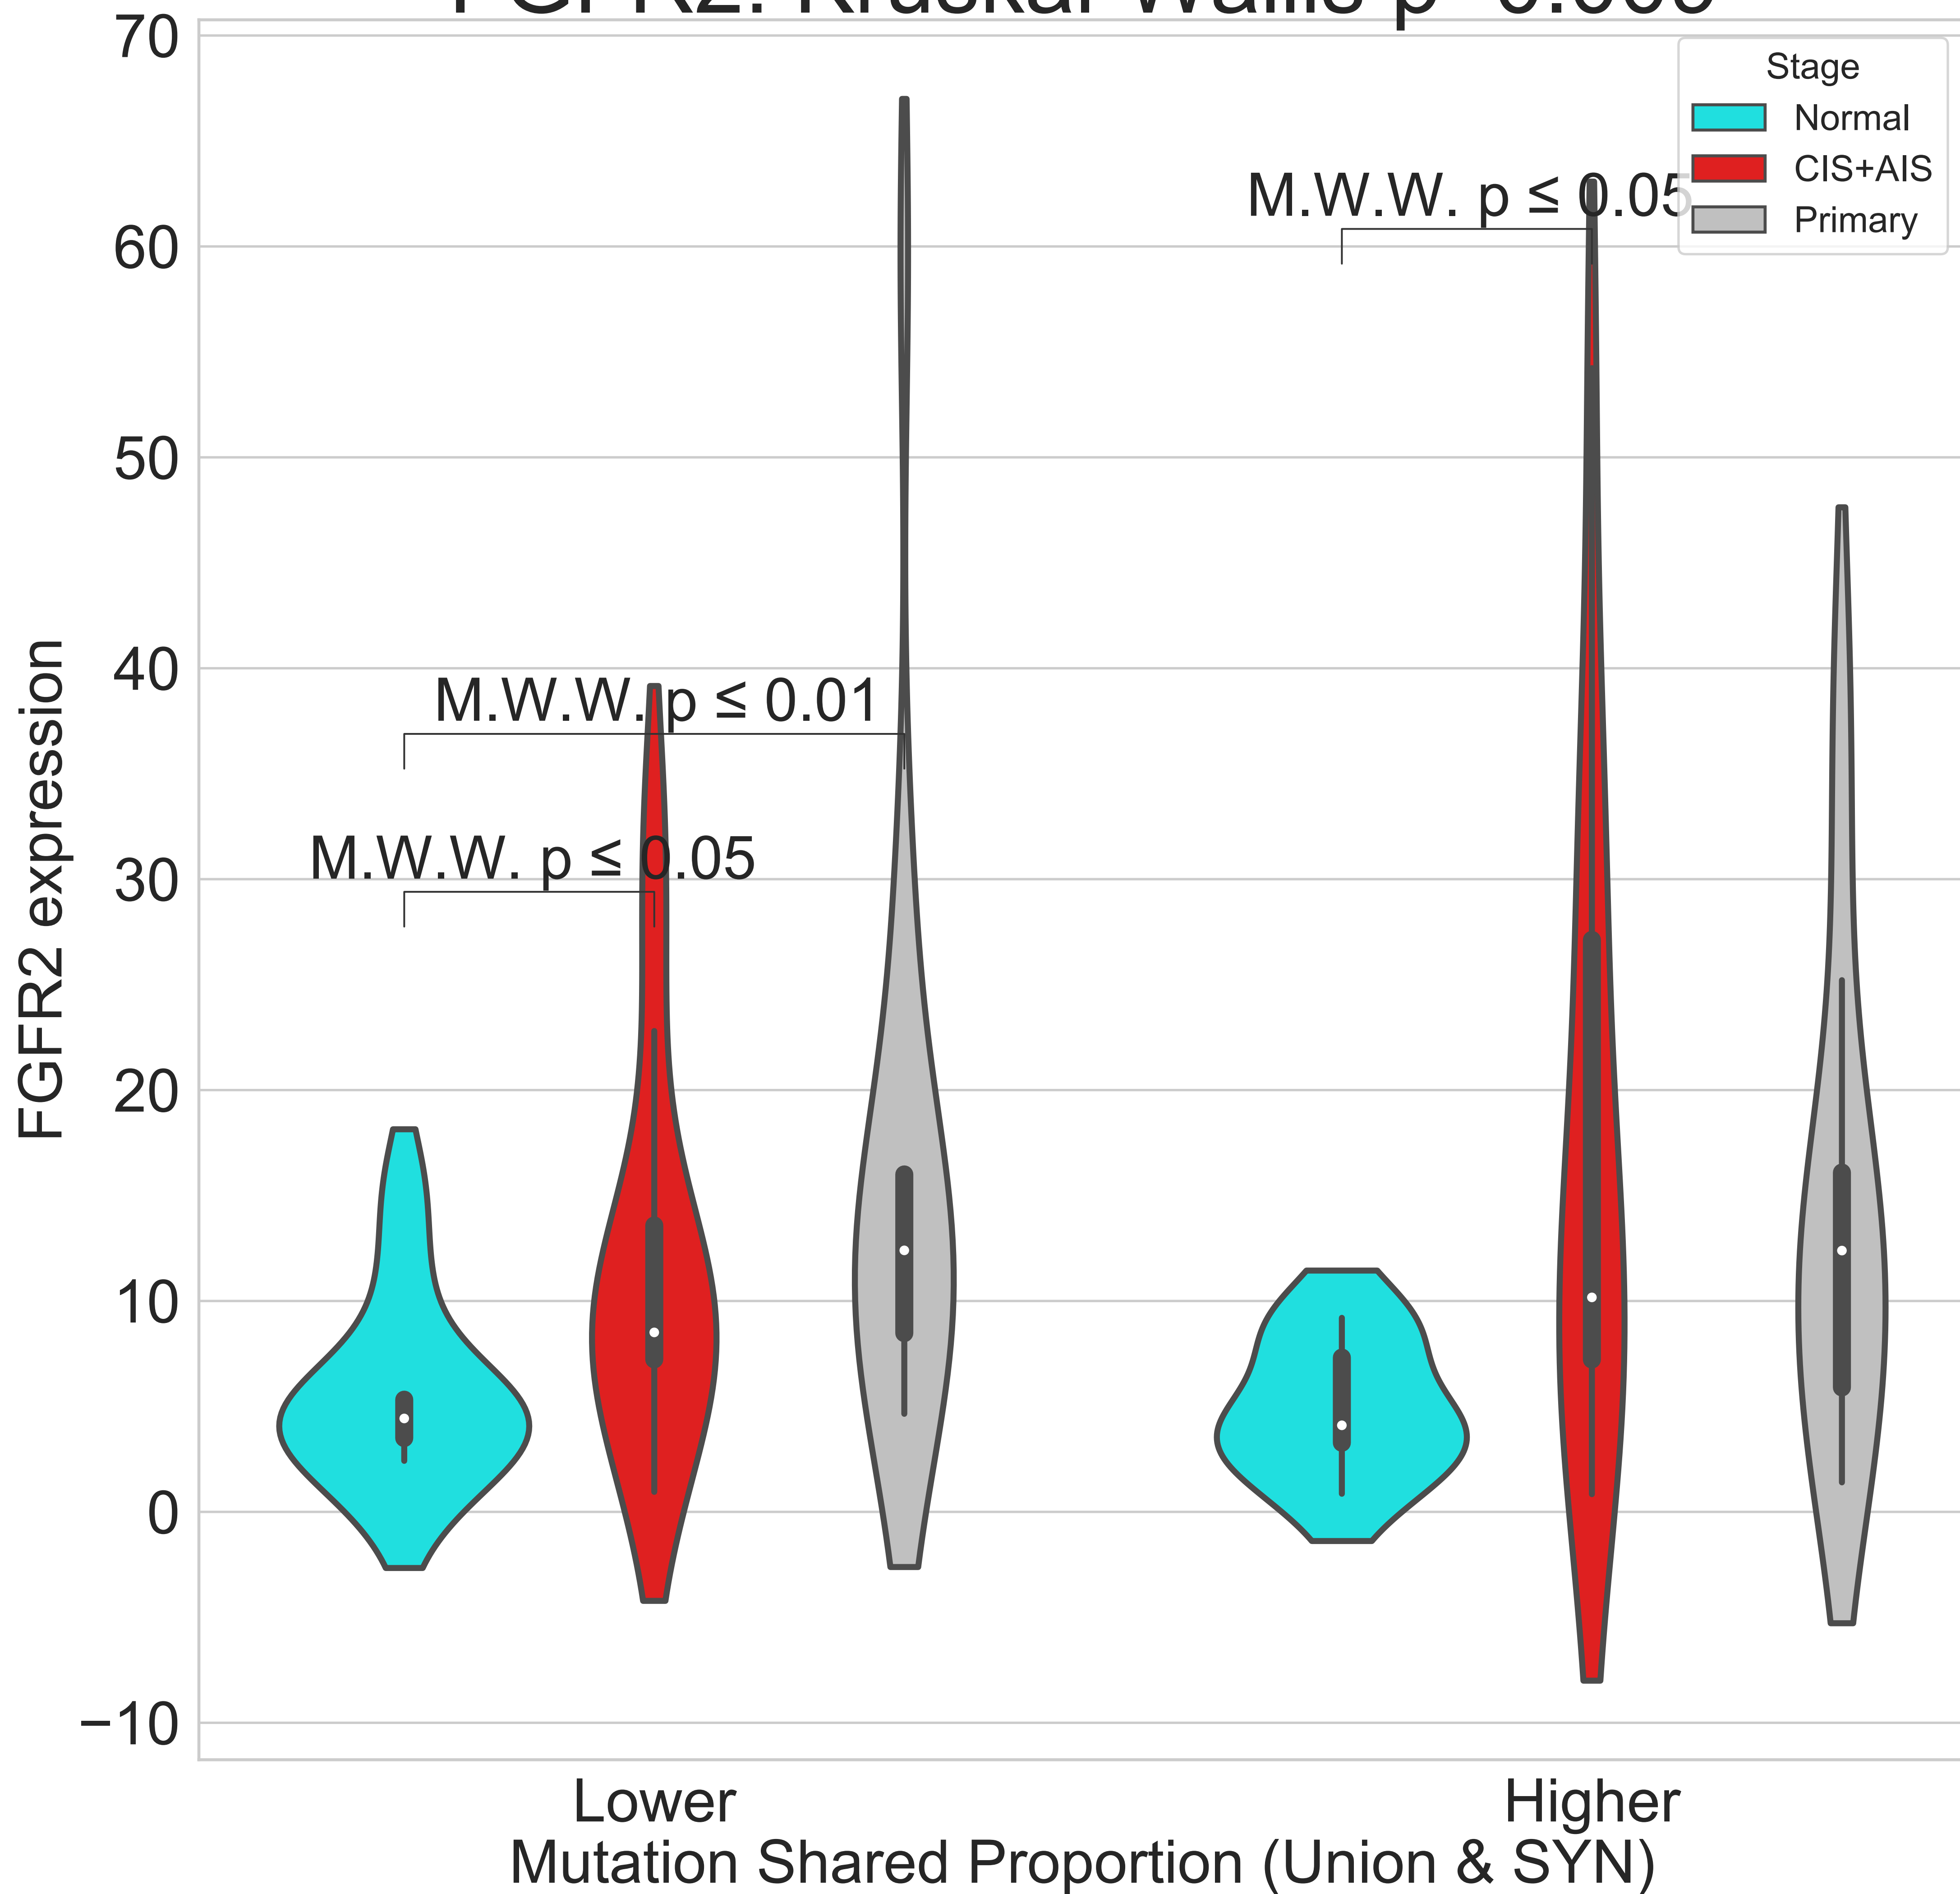 70
60
50
40
30
20
10
0
−10
FGFR2 expression
Stage
Normal
CIS+AIS
Primary
M.W.W. p ≤ 0.05
M.W.W. p ≤ 0.01
M.W.W. p ≤ 0.05
Lower
Higher
Mutation Shared Proportion (Union & SYN)